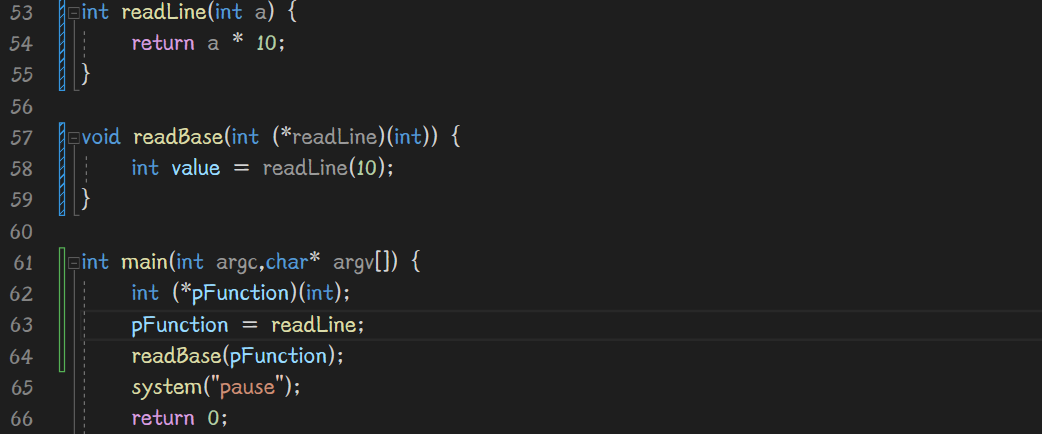 53 int readLine(int a) {
54 return a * 10;
55 }
56
57 void readBase(int (*readLine)(int)) {
58 int value = readLine(10);
59 }
60
61 int main(int argc,char* argv[]) {
62 int (*pFunction)(int);
63 pFunction = readLine;
64 readBase(pFunction);
65 system("pause");
66 return 0;